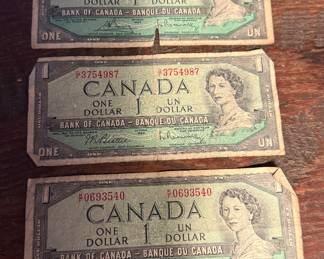 DOLLAR 1 DOLLAR
BANK OF CANADA - BANQUE DU CANADA
ONE UN
3754987 3754987
CANADA
ONE 1 UN
DOLLAR DOLLAR
BANK OF CANADA - BANQUE DU CANADA
ONE UN
0693540 0693540
CANADA
ONE 1 UN
DOLLAR DOLLAR
BANK OF CANADA - BANQUE DU CANADA